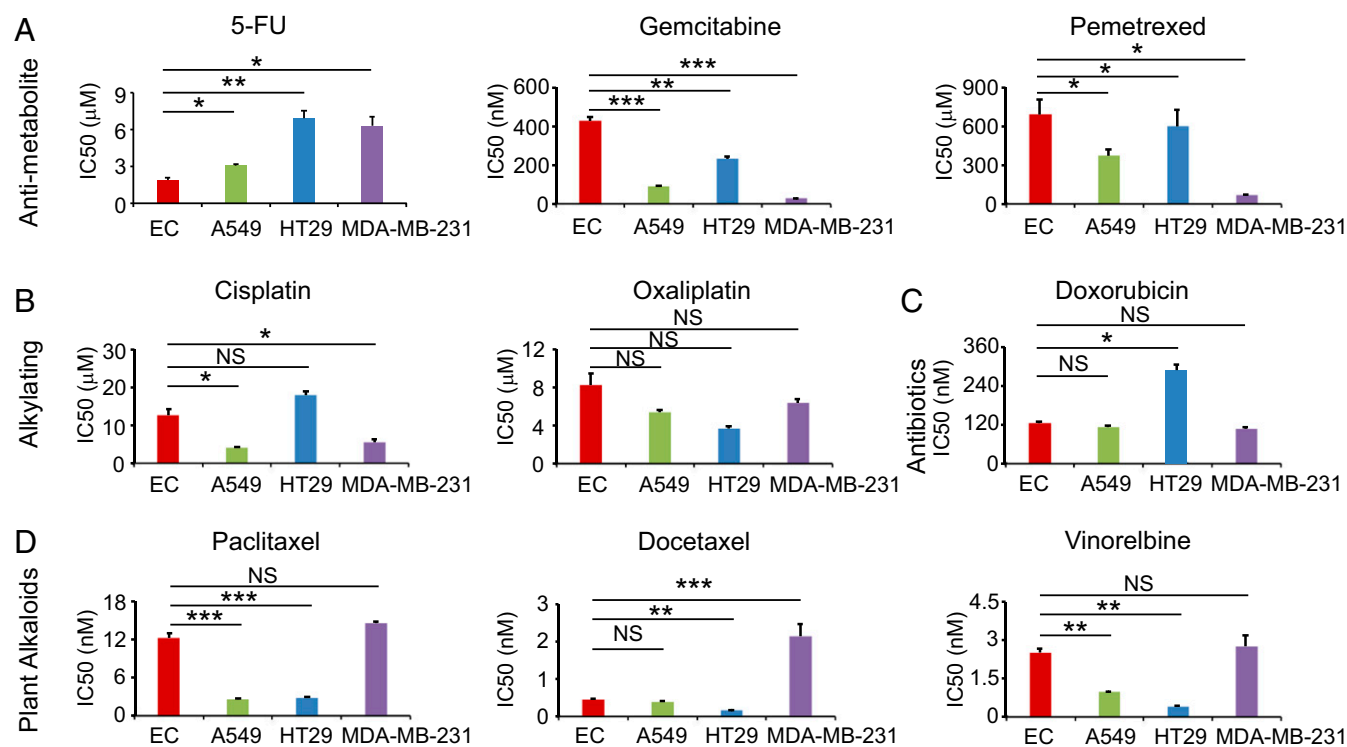 A
Anti-metabolite
5-FU
*
**
*
IC50 (μM)
9
6
3
0
EC A549 HT29 MDA-MB-231
Gemcitabine
***
**
***
IC50 (nM)
600
400
200
0
EC A549 HT29 MDA-MB-231
Pemetrexed
*
*
*
IC50 (μM)
900
600
300
0
EC A549 HT29 MDA-MB-231
B
Alkylating
Cisplatin
*
NS
*
IC50 (μM)
30
20
10
0
EC A549 HT29 MDA-MB-231
Oxaliplatin
NS
NS
NS
IC50 (μM)
12
8
4
0
EC A549 HT29 MDA-MB-231
C
Antibiotics
Doxorubicin
NS
*
NS
IC50 (nM)
360
240
120
0
EC A549 HT29 MDA-MB-231
D
Plant Alkaloids
Paclitaxel
NS
***
***
IC50 (nM)
18
12
6
0
EC A549 HT29 MDA-MB-231
Docetaxel
***
**
NS
IC50 (nM)
3
2
1
0
EC A549 HT29 MDA-MB-231
Vinorelbine
NS
**
**
IC50 (nM)
4.5
3.0
1.5
0
EC A549 HT29 MDA-MB-231